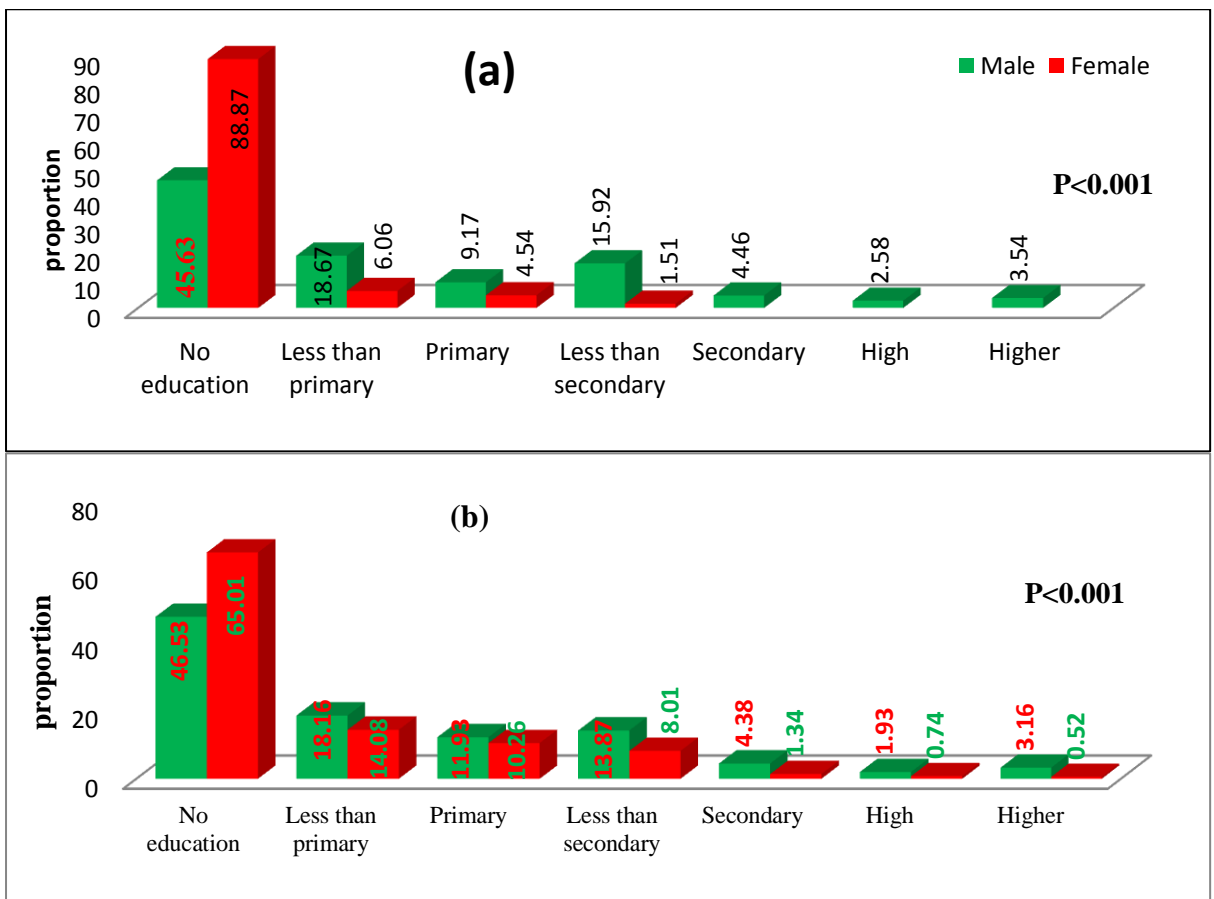 (a)
Male Female
90
80
70
60
50
40
30
20
10
0
proportion
P<0.001
45.63
88.87
18.67
6.06
9.17
4.54
15.92
1.51
4.46
2.58
3.54
No
education
Less than
primary
Primary
Less than
secondary
Secondary
High
Higher
(b)
80
60
40
20
0
proportion
P<0.001
46.53
65.01
18.16
14.08
11.93
10.26
13.87
8.01
4.38
1.34
1.93
0.74
3.16
0.52
No
education
Less than
primary
Primary
Less than
secondary
Secondary
High
Higher